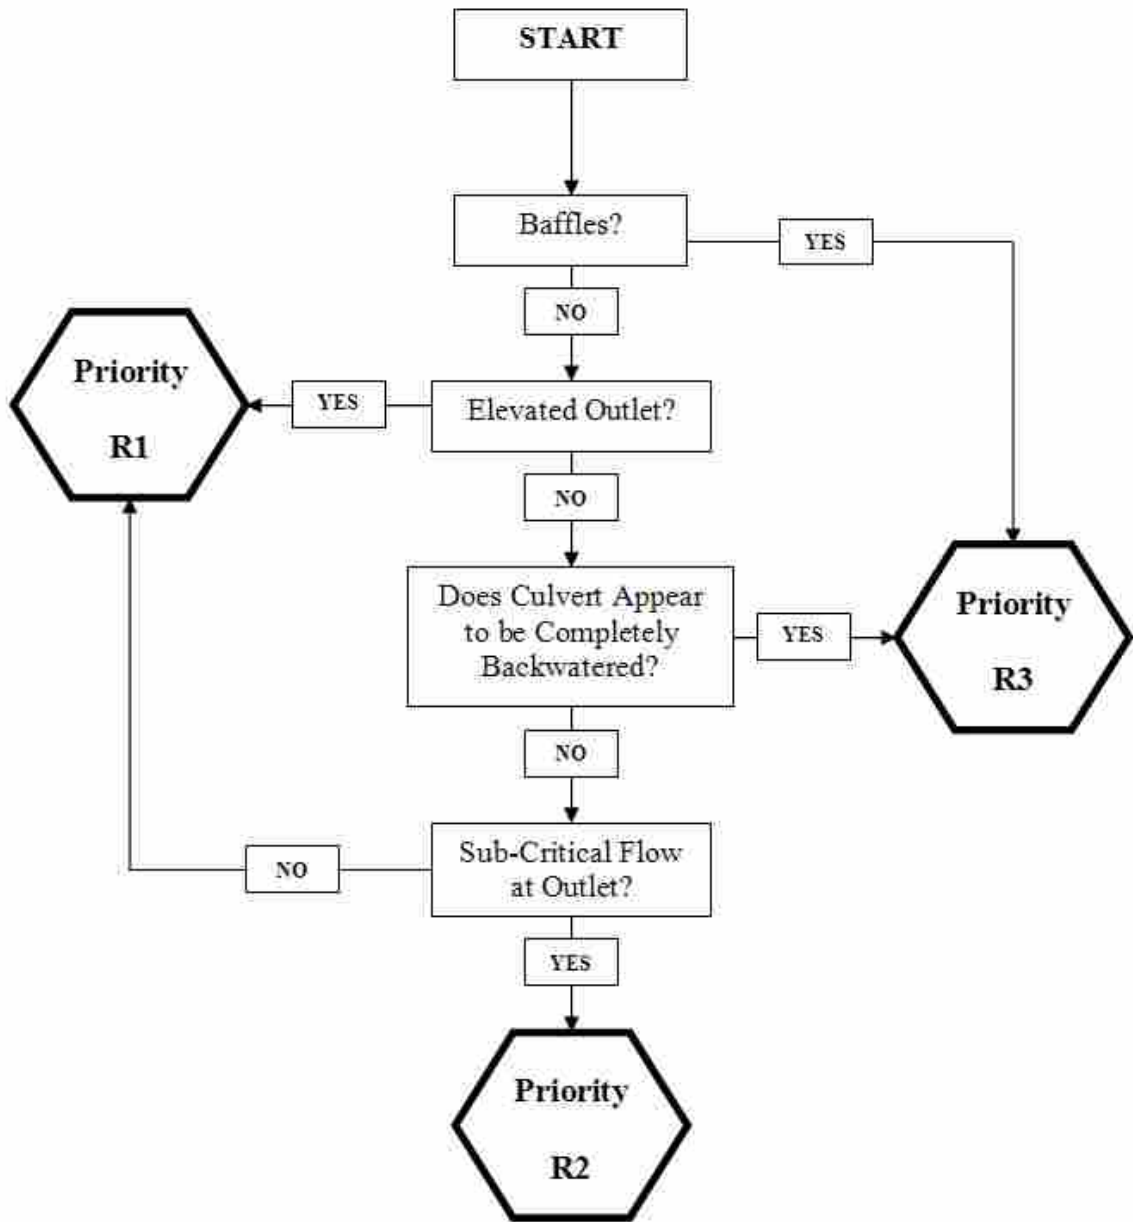 START
Baffles?
YES
NO
Priority
R1
YES
Elevated Outlet?
NO
Does Culvert Appear
to be Completely
Backwatered?
YES
Priority
R3
NO
Sub-Critical Flow
at Outlet?
NO
YES
Priority
R2